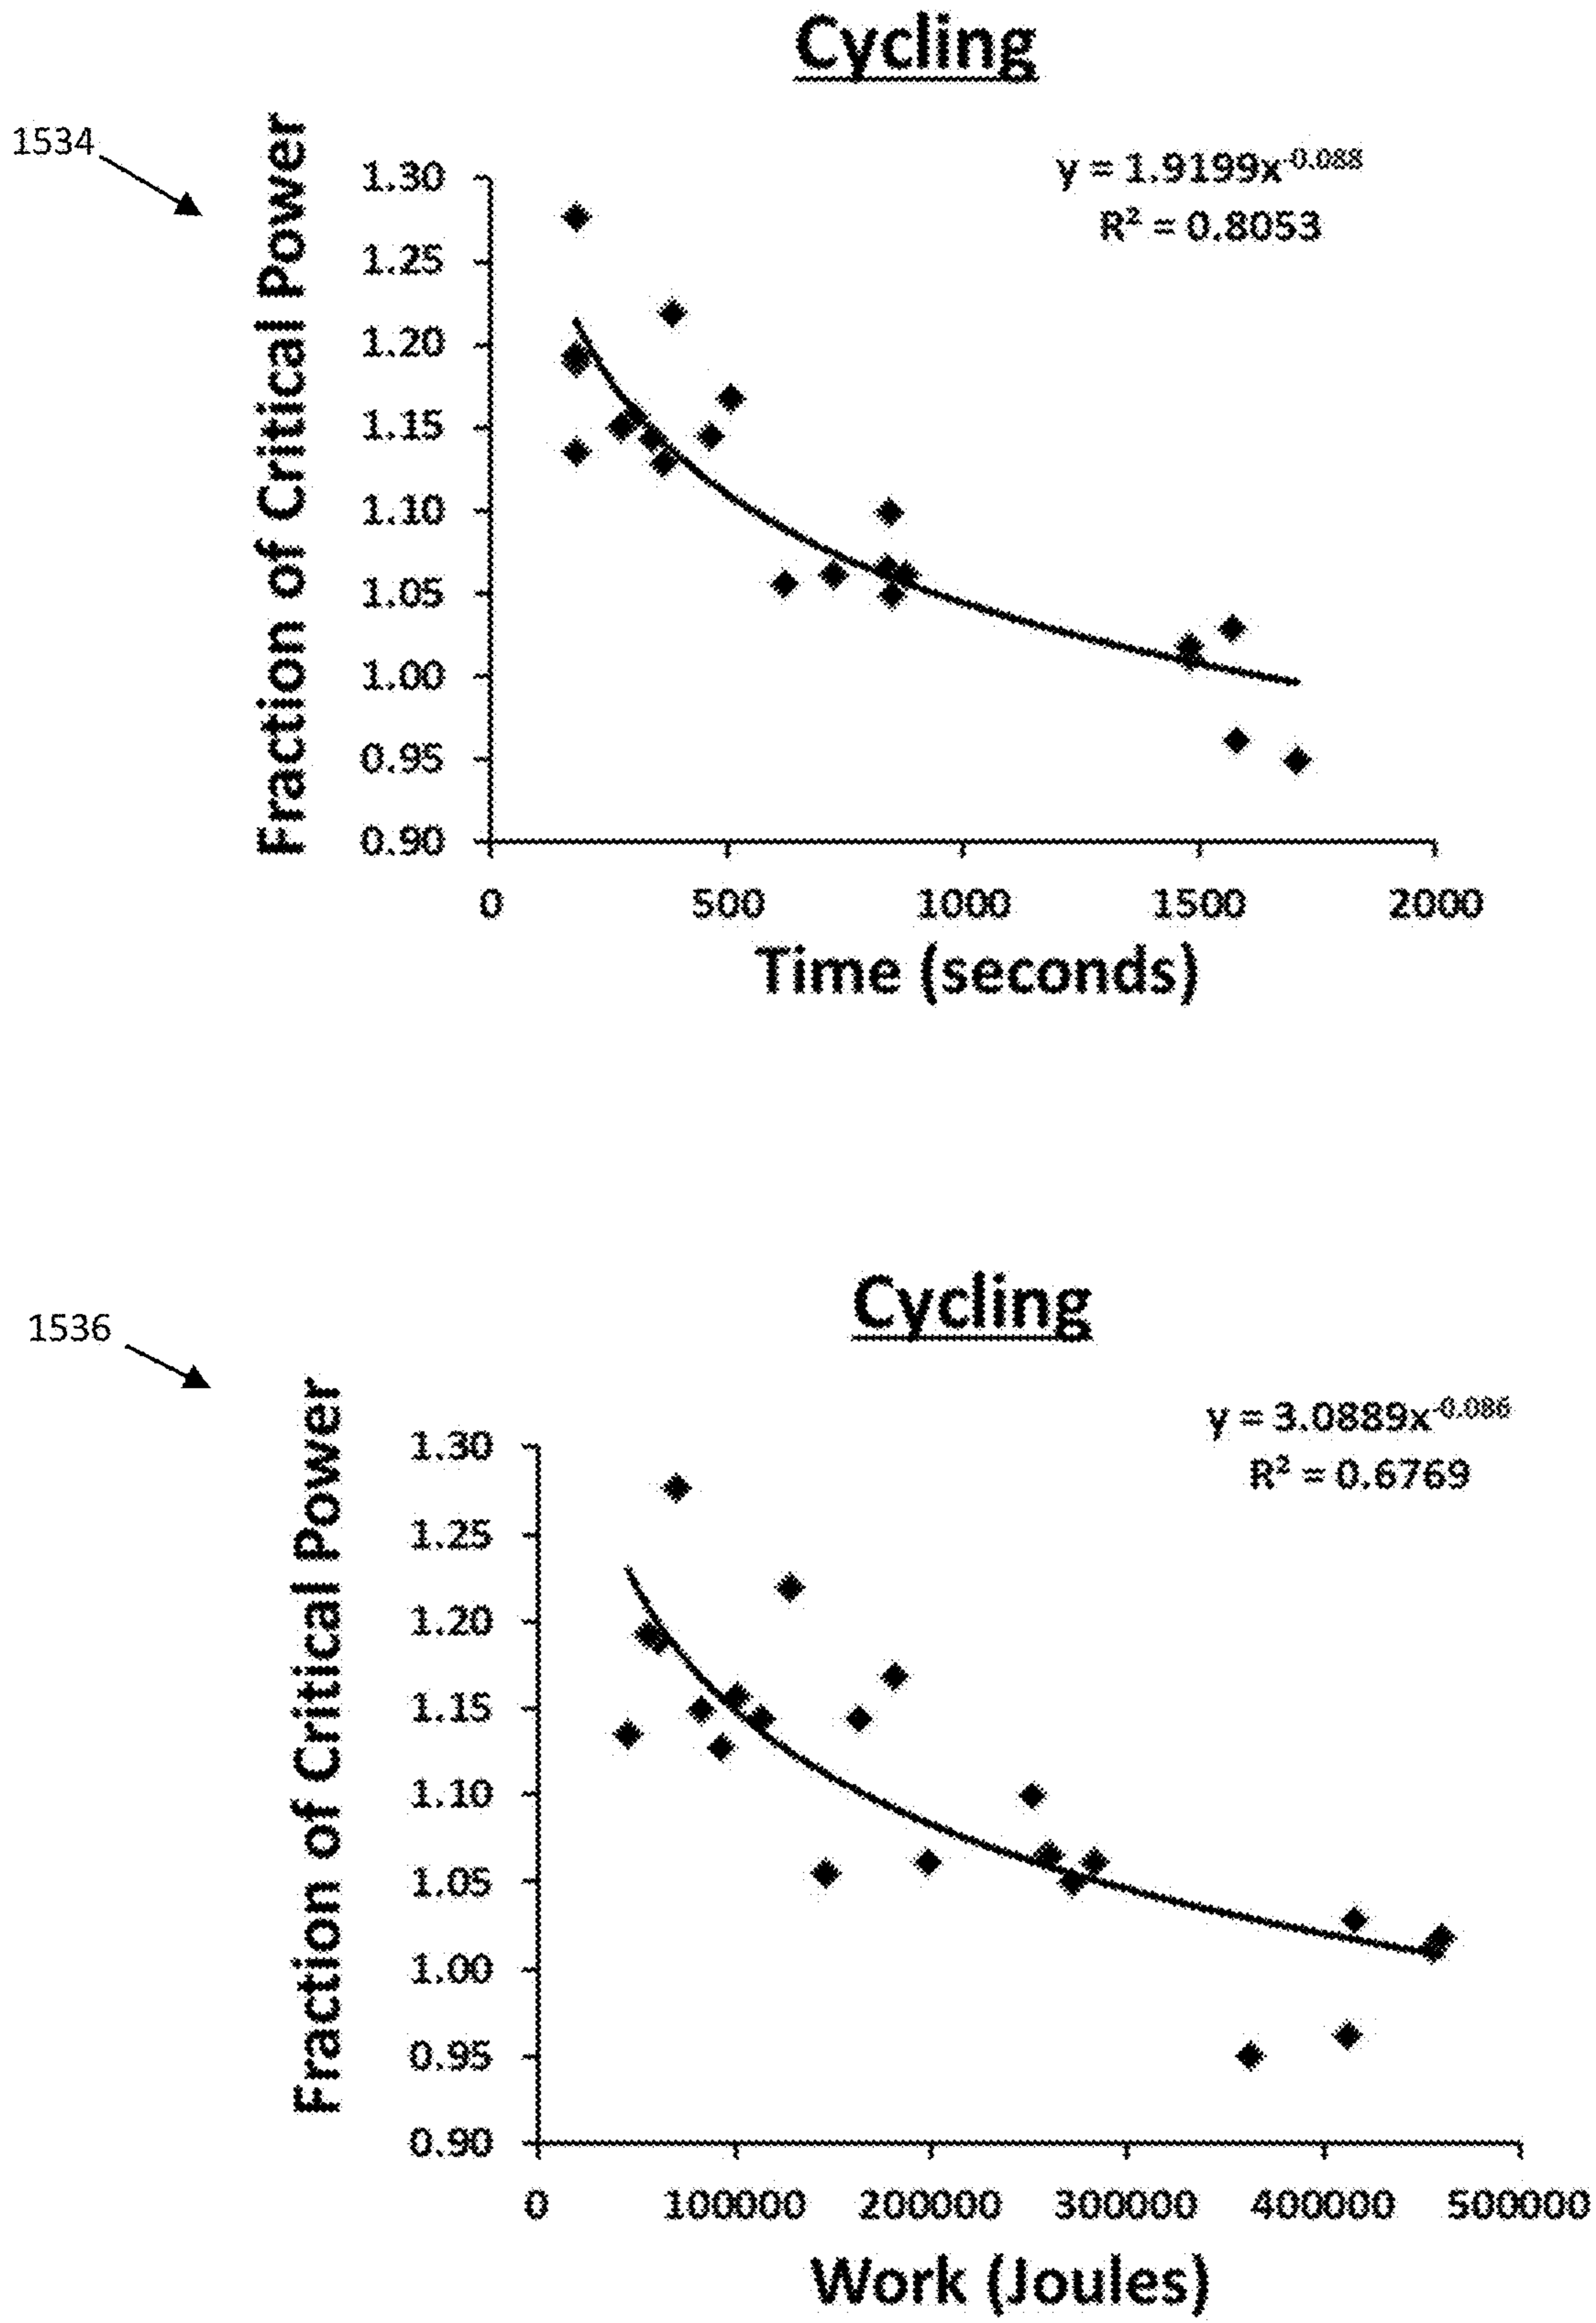 Cycling
1534
Fraction of Critical Power
y = 1.9199x^-0.088
R² = 0.8053
1.30
1.25
1.20
1.15
1.10
1.05
1.00
0.95
0.90
0 500 1000 1500 2000
Time (seconds)
Cycling
1536
Fraction of Critical Power
y = 3.0889x^-0.086
R² = 0.6769
1.30
1.25
1.20
1.15
1.10
1.05
1.00
0.95
0.90
0 100000 200000 300000 400000 500000
Work (Joules)